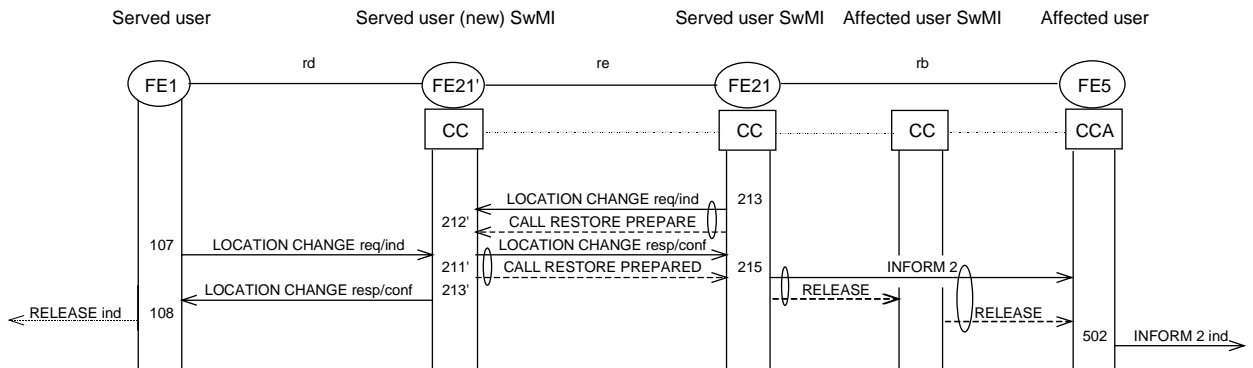 Served user
Served user (new) SwMI
Served user SwMI
Affected user SwMI
Affected user
rd
re
rb
FE1
FE21'
FE21
FE5
CC
CC
CC
CCA
LOCATION CHANGE req/ind
213
212'
CALL RESTORE PREPARE
107
LOCATION CHANGE req/ind
LOCATION CHANGE resp/conf
211'
CALL RESTORE PREPARED
215
INFORM 2
LOCATION CHANGE resp/conf
213'
RELEASE
RELEASE ind
108
RELEASE
502
INFORM 2 ind